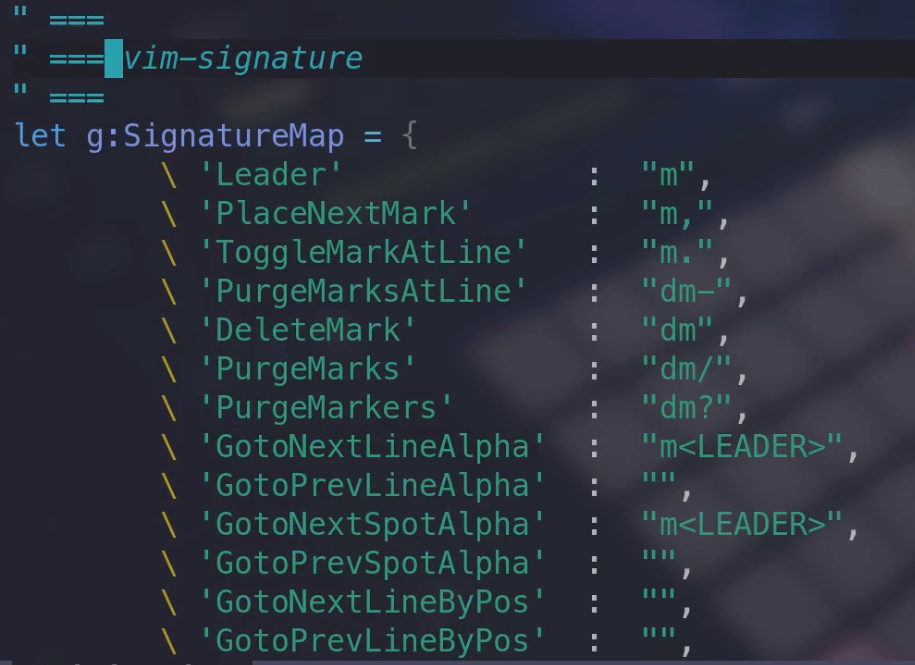 " ===
" === vim-signature
" ===
let g:SignatureMap = {
        \ 'Leader'             :  "m",
        \ 'PlaceNextMark'      :  "m,",
        \ 'ToggleMarkAtLine'   :  "m.",
        \ 'PurgeMarksAtLine'   :  "dm-",
        \ 'DeleteMark'         :  "dm",
        \ 'PurgeMarks'         :  "dm/",
        \ 'PurgeMarkers'       :  "dm?",
        \ 'GotoNextLineAlpha'  :  "m<LEADER>",
        \ 'GotoPrevLineAlpha'  :  "",
        \ 'GotoNextSpotAlpha'  :  "m<LEADER>",
        \ 'GotoPrevSpotAlpha'  :  "",
        \ 'GotoNextLineByPos'  :  "",
        \ 'GotoPrevLineByPos'  :  "",